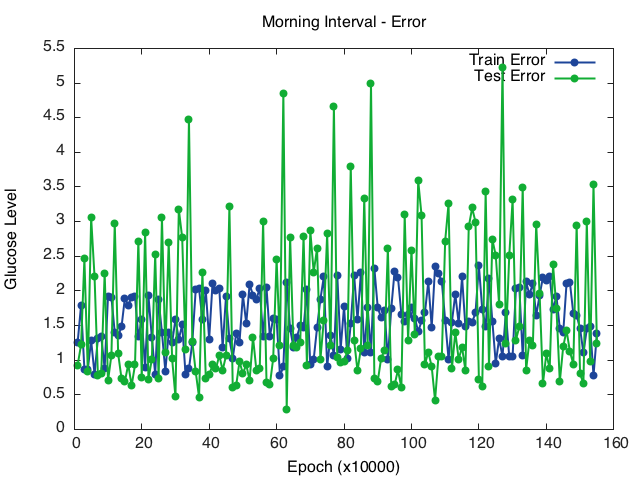 Morning Interval - Error
Train Error
Test Error
5.5
5
4.5
4
3.5
3
2.5
2
1.5
1
0.5
0
Glucose Level
0 20 40 60 80 100 120 140 160
Epoch (x10000)